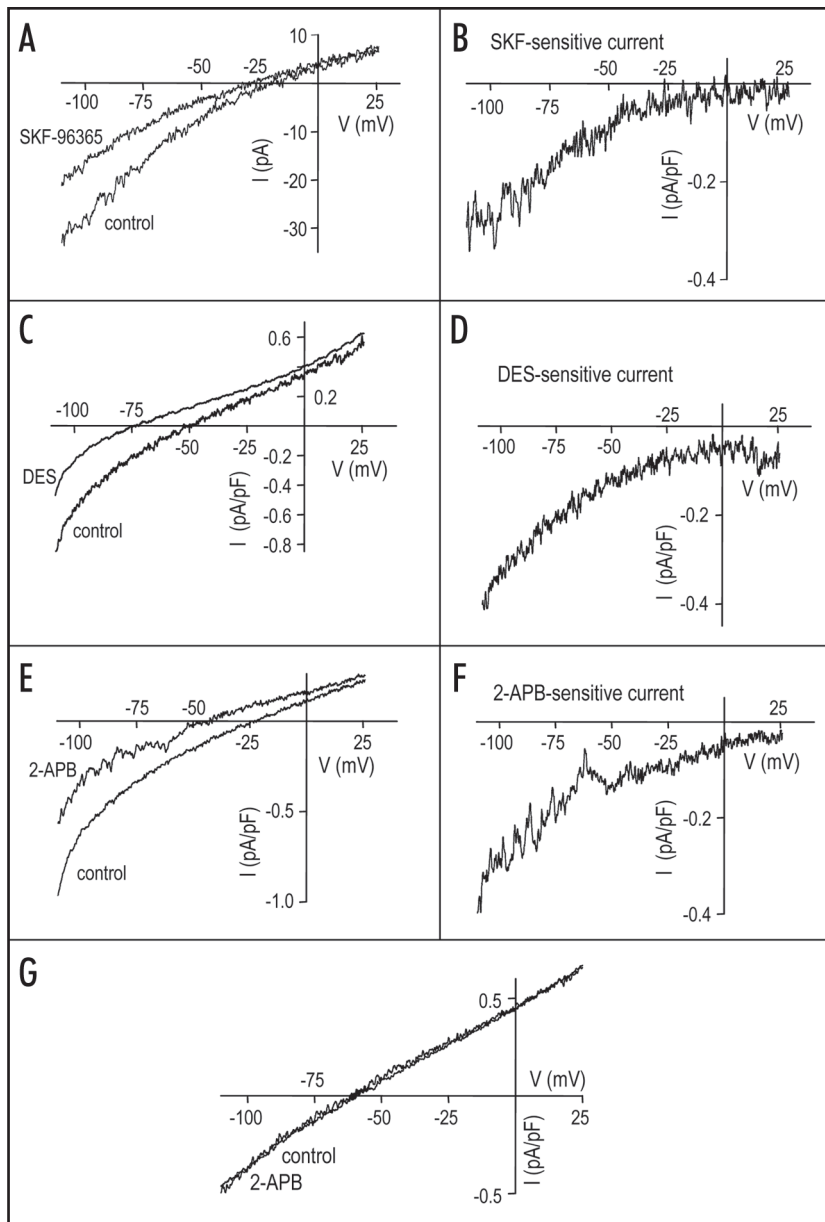 A
10
-100
-75
-50
-25
25
V (mV)
SKF-96365
-10
I (pA)
-20
control
-30
B
SKF-sensitive current
-100
-75
-50
-25
0
25
V (mV)
I (pA/pF)
-0.2
-0.4
C
0.6
0.2
-100
-75
-50
-25
25
V (mV)
-0.2
-0.4
DES
control
I (pA/pF)
-0.6
-0.8
D
DES-sensitive current
-25
-100
-75
-50
0
25
V (mV)
-0.2
I (pA/pF)
-0.4
E
-100
-75
-50
-25
25
V (mV)
2-APB
-0.5
I (pA/pF)
control
-1.0
F
2-APB-sensitive current
25
-100
-75
-50
-25
0
V (mV)
-0.2
I (pA/pF)
-0.4
G
0.5
-75
V (mV)
-100
-50
-25
0
25
control
I (pA/pF)
2-APB
-0.5